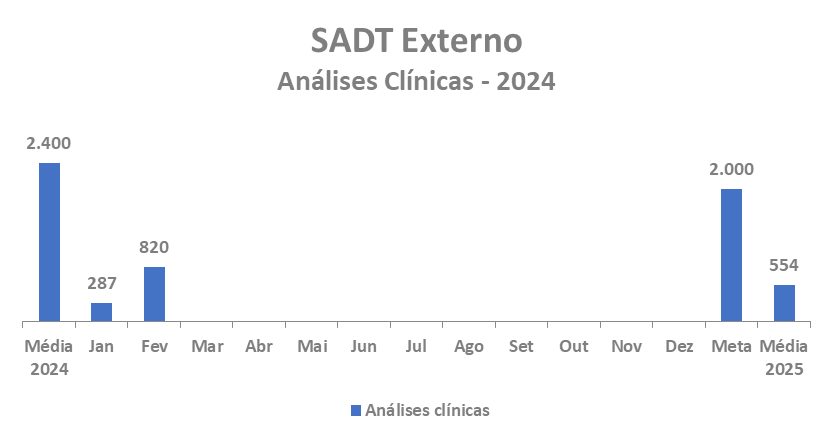 SADT Externo
Análises Clínicas - 2024
2.400
287
820
2.000
554
Média 2024
Jan
Fev
Mar
Abr
Mai
Jun
Jul
Ago
Set
Out
Nov
Dez
Meta
Média 2025
Análises clínicas